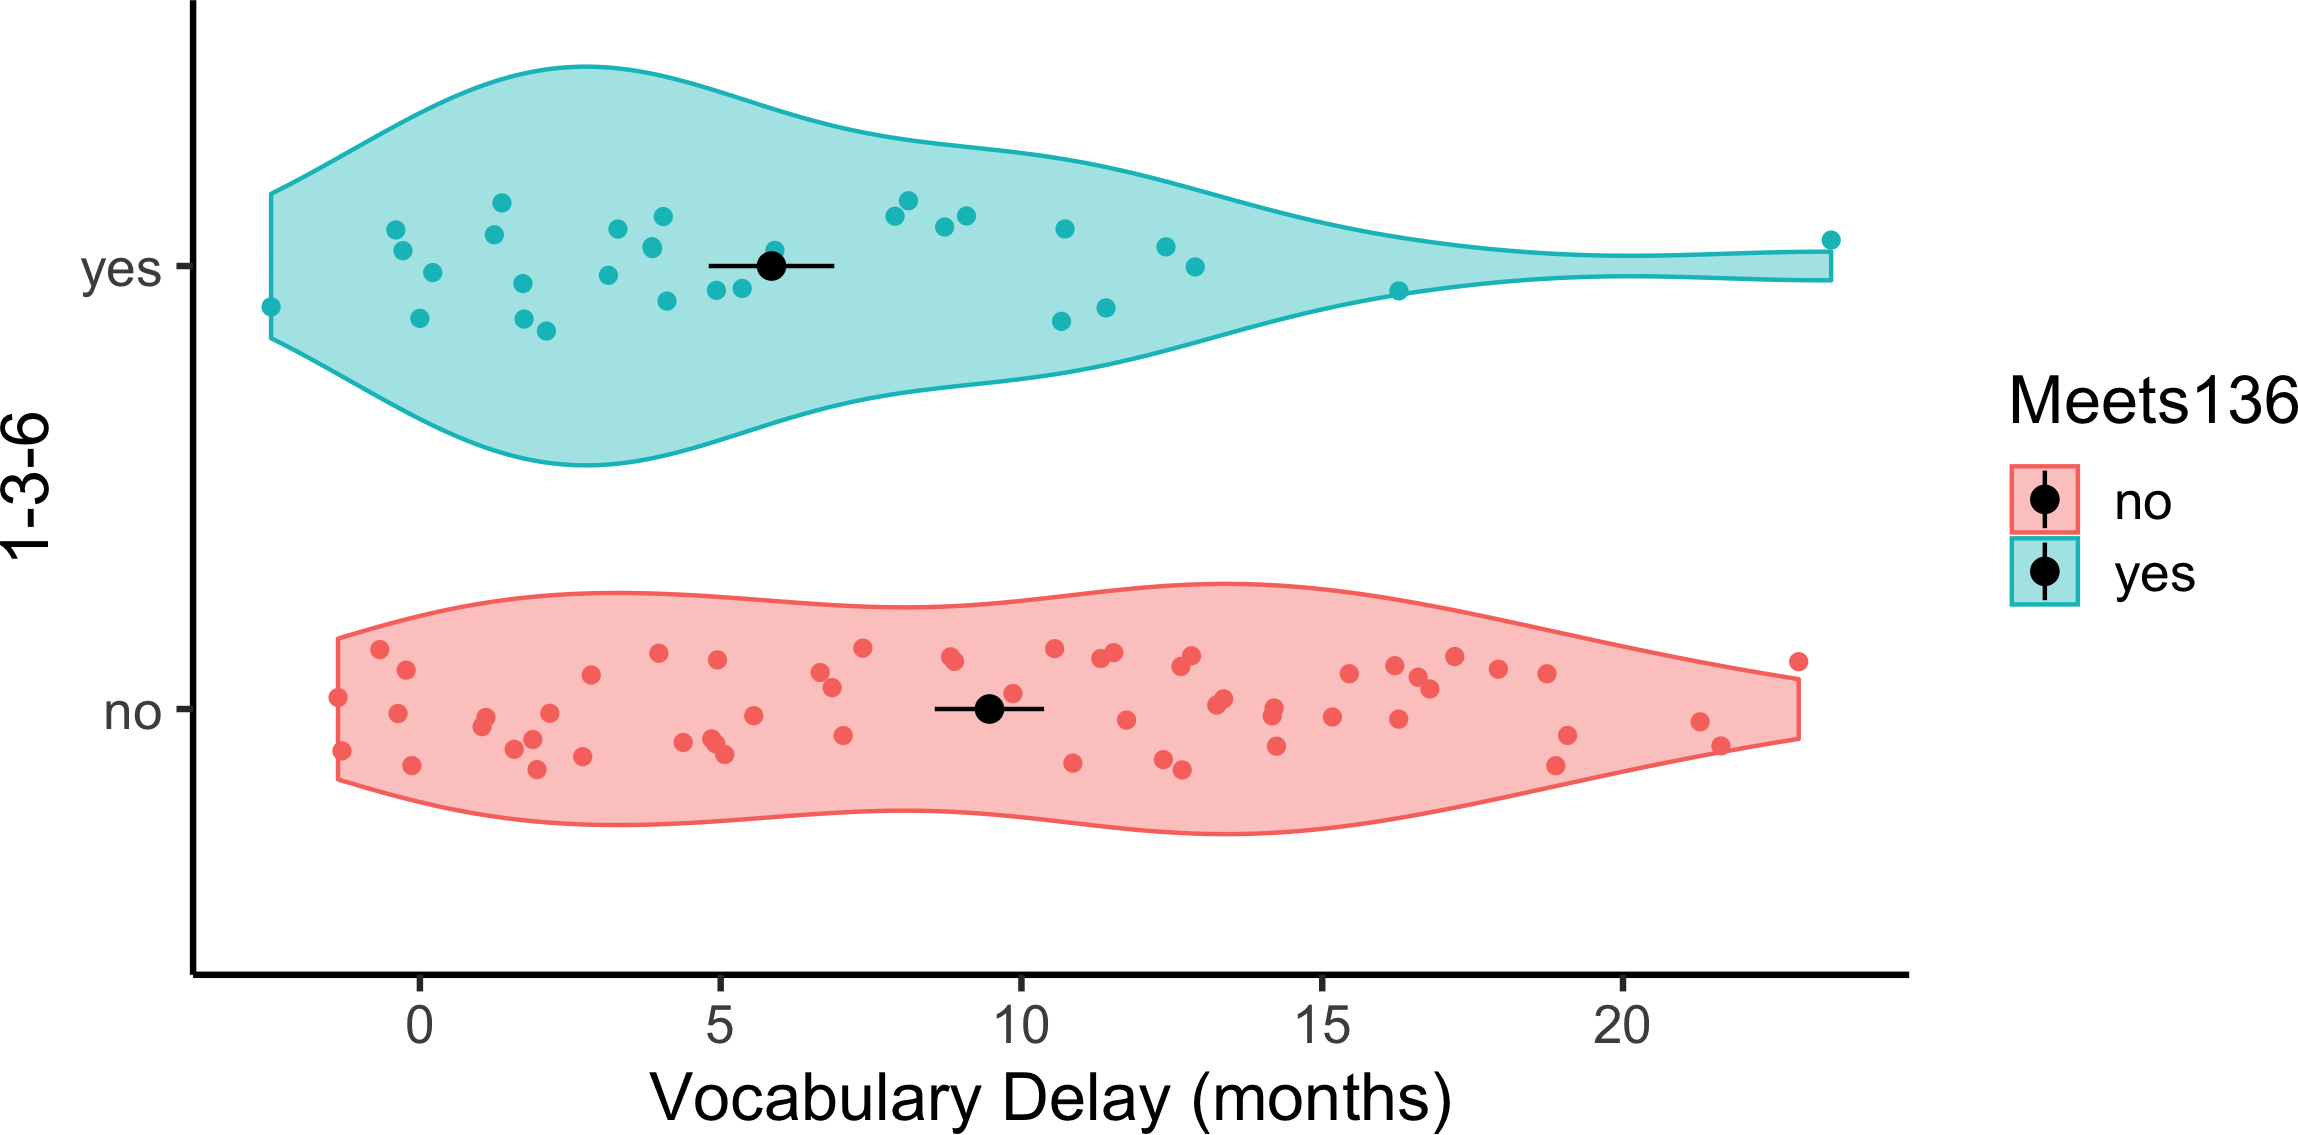 yes
no
1-3-6
0 5 10 15 20
Vocabulary Delay (months)
Meets136
no
yes